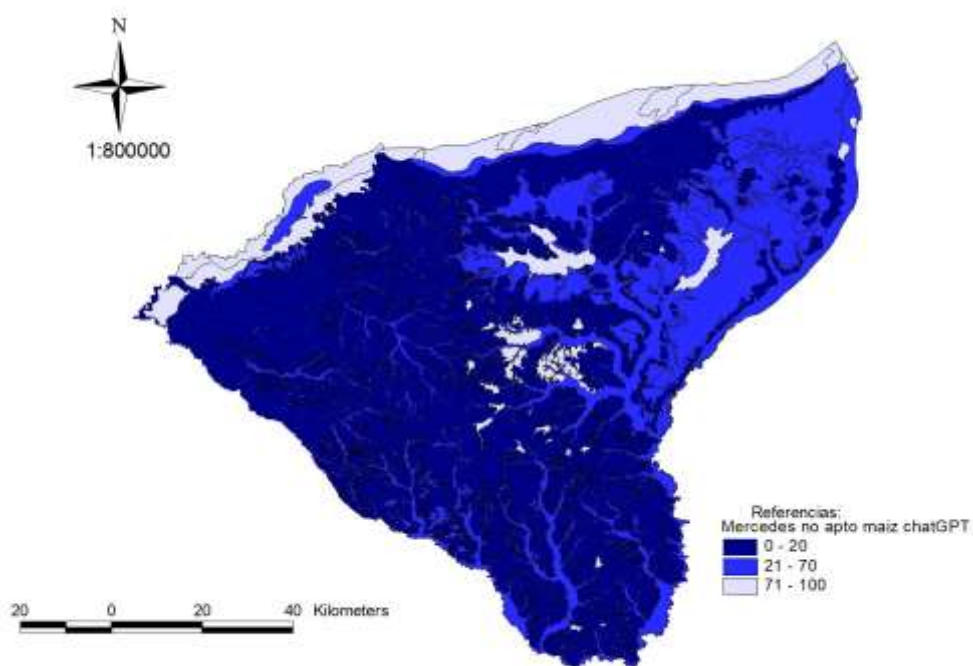 N
1:800000
Referencias:
Mercedes no apto maiz chatGPT
0 - 20
21 - 70
71 - 100
20 0 20 40 Kilometers